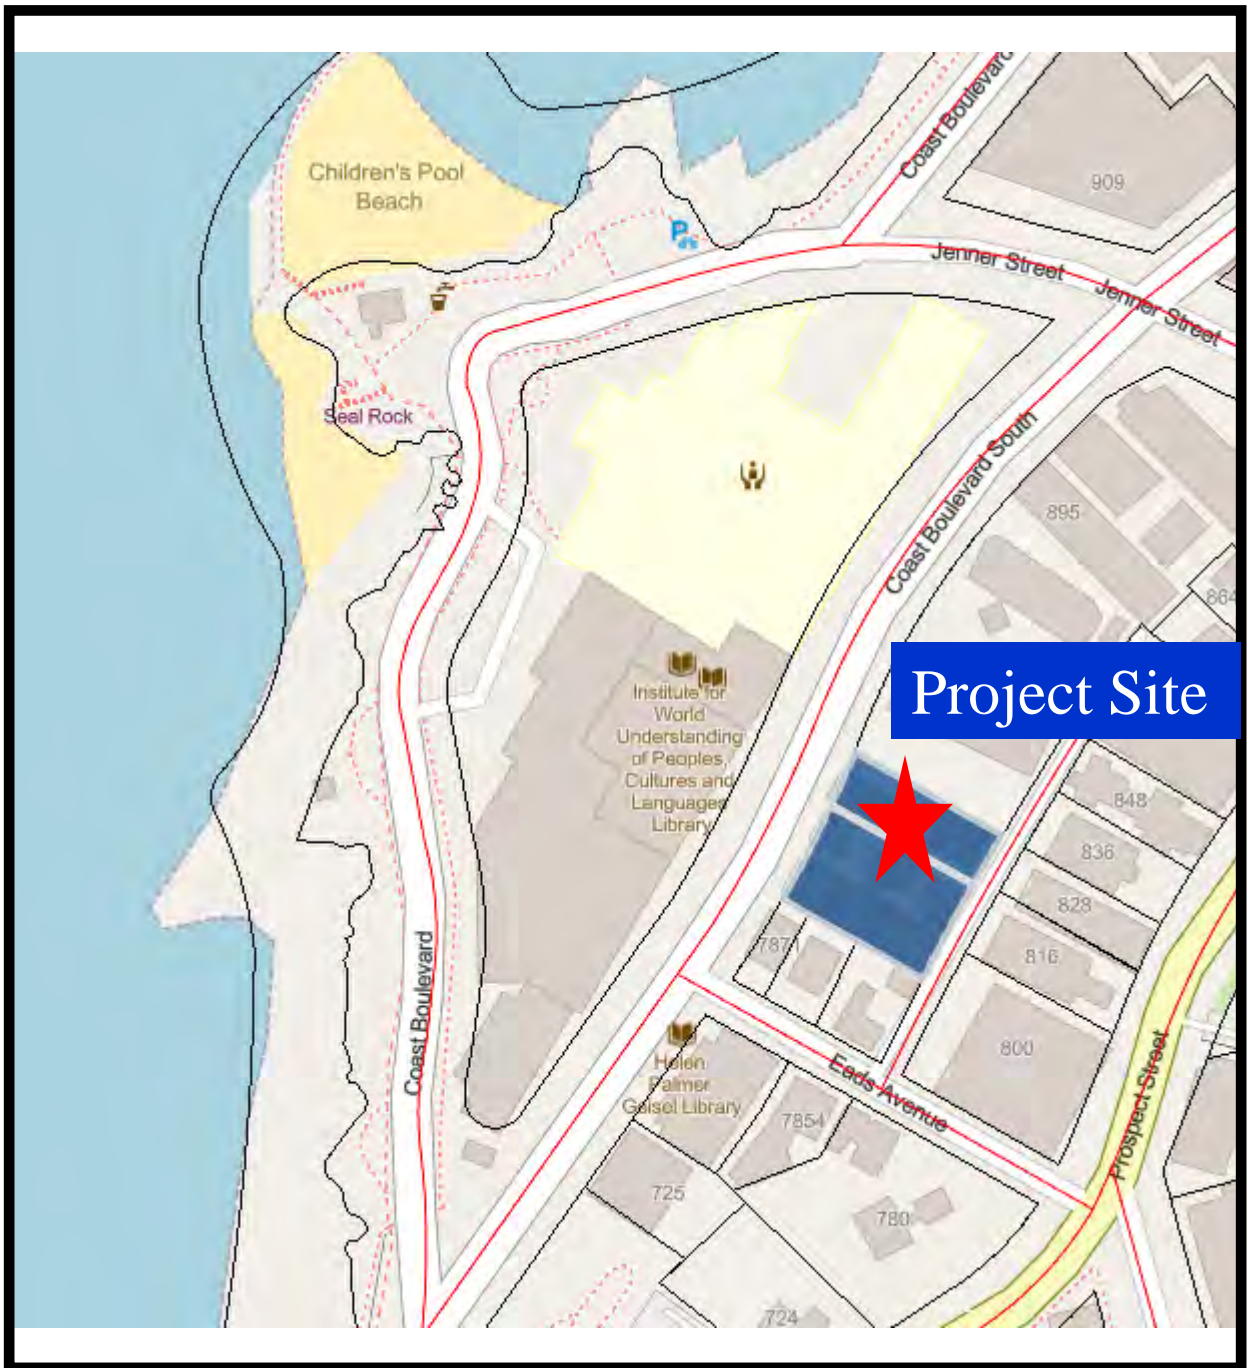 Coast Boulevard
Children's Pool
Beach
909
P
Jenner Street
Jenner Street
Seal Rock
Coast Boulevard South
895
864
Project Site
Institute for
World
Understanding
of Peoples,
Cultures and
Languages
Library
848
836
828
816
7871
Coast Boulevard
800
Helen
Palmer
Geisel Library
Eads Avenue
7854
Prospect Street
725
780
724